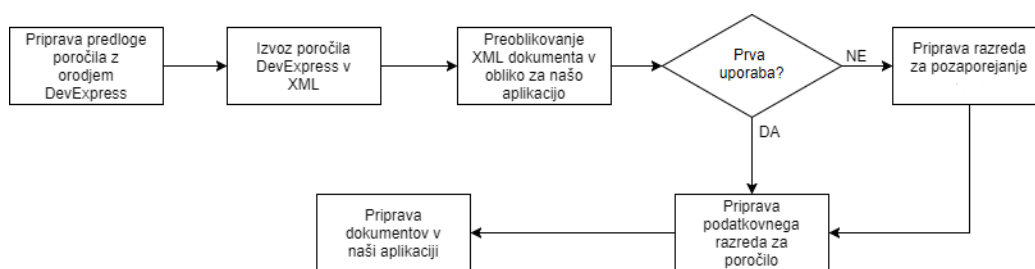 Priprava predloge
poročila z
orodjem
DevExpress
Izvoz poročila
DevExpress v
XML
Preoblikovanje
XML dokumenta v
obliko za našo
aplikacijo
Prva
uporaba?
NE
Priprava razreda
za pozaporejanje
DA
Priprava
dokumentov v
naši aplikaciji
Priprava
podatkovnega
razreda za
poročilo